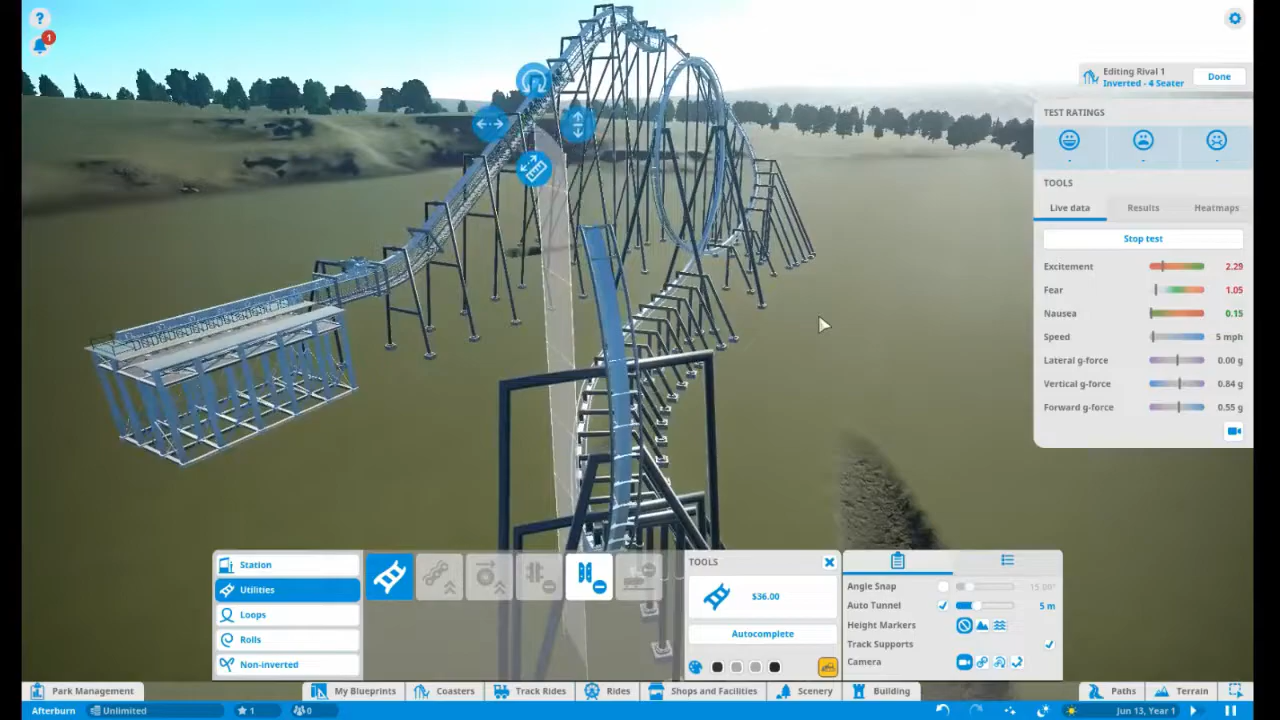 ?
1
Editing Rival 1
Inverted - 4 Seater
Done
TEST RATINGS
- - -
TOOLS
Live data Results Heatmaps
Stop test
Excitement 2.29
Fear 1.05
Nausea 0.15
Speed 5 mph
Lateral g-force 0.00 g
Vertical g-force 0.84 g
Forward g-force 0.55 g
Station
Utilities
Loops
Rolls
Non-inverted
TOOLS
$36.00
Autocomplete
Angle Snap 15.00°
Auto Tunnel 5 m
Height Markers
Track Supports
Camera
Park Management My Blueprints Coasters Track Rides Rides Shops and Facilities Scenery Building Paths Terrain
Afterburn Unlimited 1 0 Jun 13, Year 1